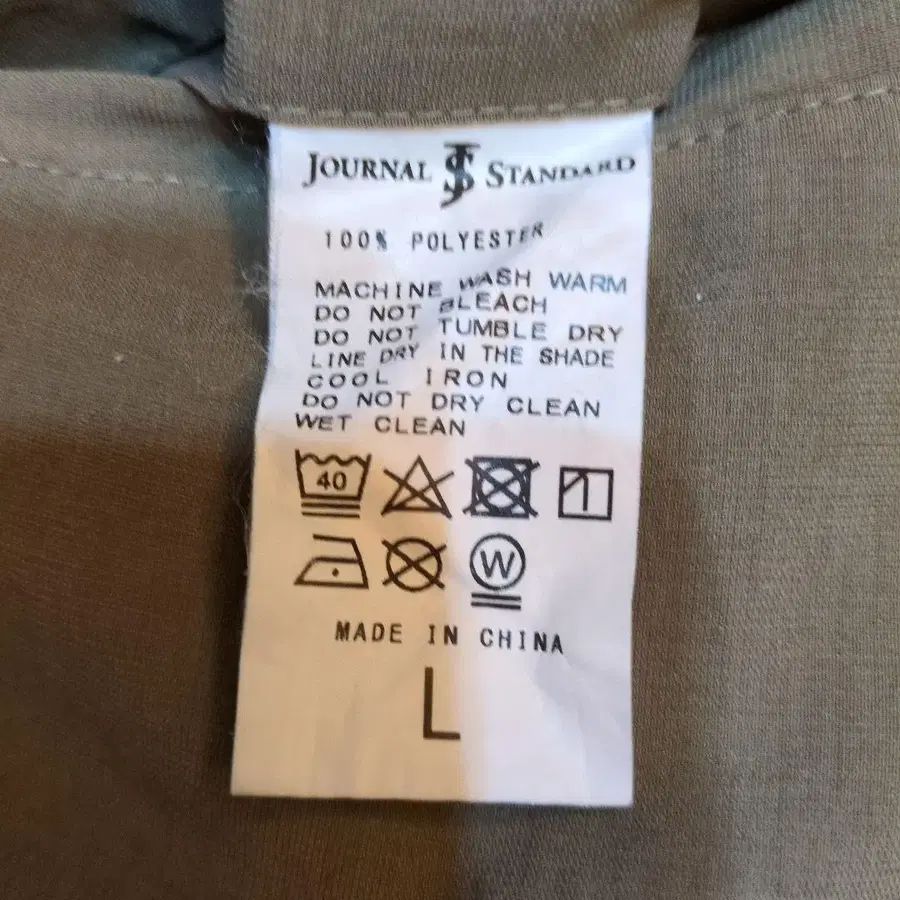 JOURNAL JS STANDARD
100% POLYESTER
MACHINE WASH WARM
DO NOT BLEACH
DO NOT TUMBLE DRY
LINE DRY IN THE SHADE
COOL IRON
DO NOT DRY CLEAN
WET CLEAN
40
W
MADE IN CHINA
L